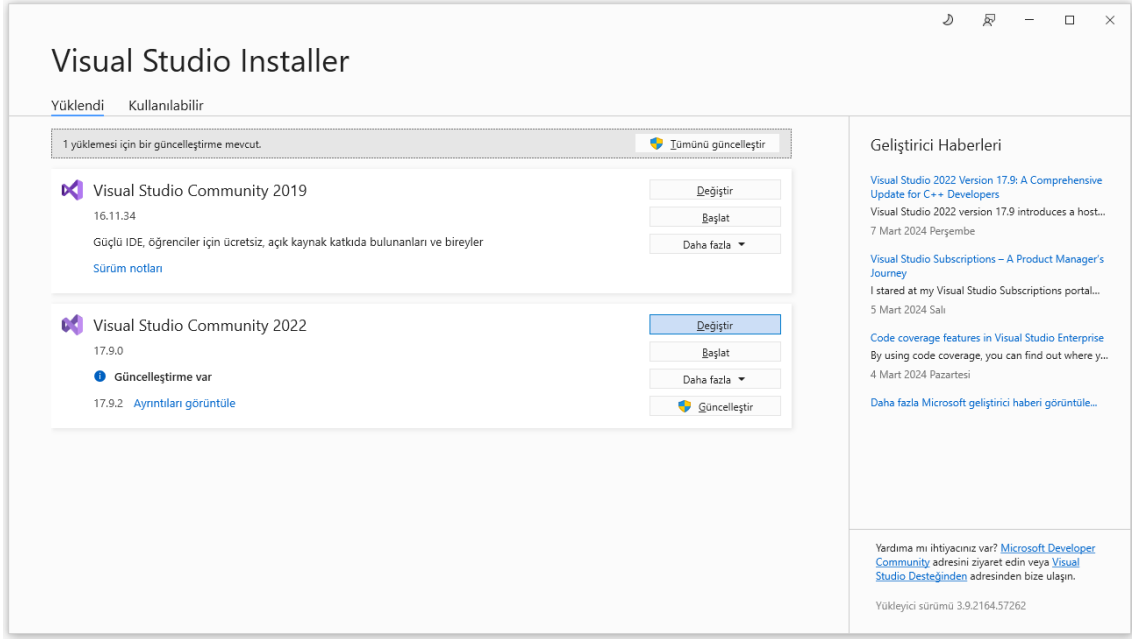 Visual Studio Installer
Yüklendi
Kullanılabilir
1 yüklemesi için bir güncelleştirme mevcut.
Tümünü güncelleştir
Visual Studio Community 2019
16.11.34
Güçlü IDE, öğrenciler için ücretsiz, açık kaynak katkıda bulunanları ve bireyler
Sürüm notları
Değiştir
Başlat
Daha fazla
Visual Studio Community 2022
17.9.0
Güncelleştirme var
17.9.2 Ayrıntıları görüntüle
Değiştir
Başlat
Daha fazla
Güncelleştir
Geliştirici Haberleri
Visual Studio 2022 Version 17.9: A Comprehensive
Update for C++ Developers
Visual Studio 2022 version 17.9 introduces a host...
7 Mart 2024 Perşembe
Visual Studio Subscriptions – A Product Manager's
Journey
I stared at my Visual Studio Subscriptions portal...
5 Mart 2024 Salı
Code coverage features in Visual Studio Enterprise
By using code coverage, you can find out where y...
4 Mart 2024 Pazartesi
Daha fazla Microsoft geliştirici haberi görüntüle...
Yardıma mı ihtiyacınız var? Microsoft Developer
Community adresini ziyaret edin veya Visual
Studio Desteğinden adresinden bize ulaşın.
Yükleyici sürümü 3.9.2164.57262